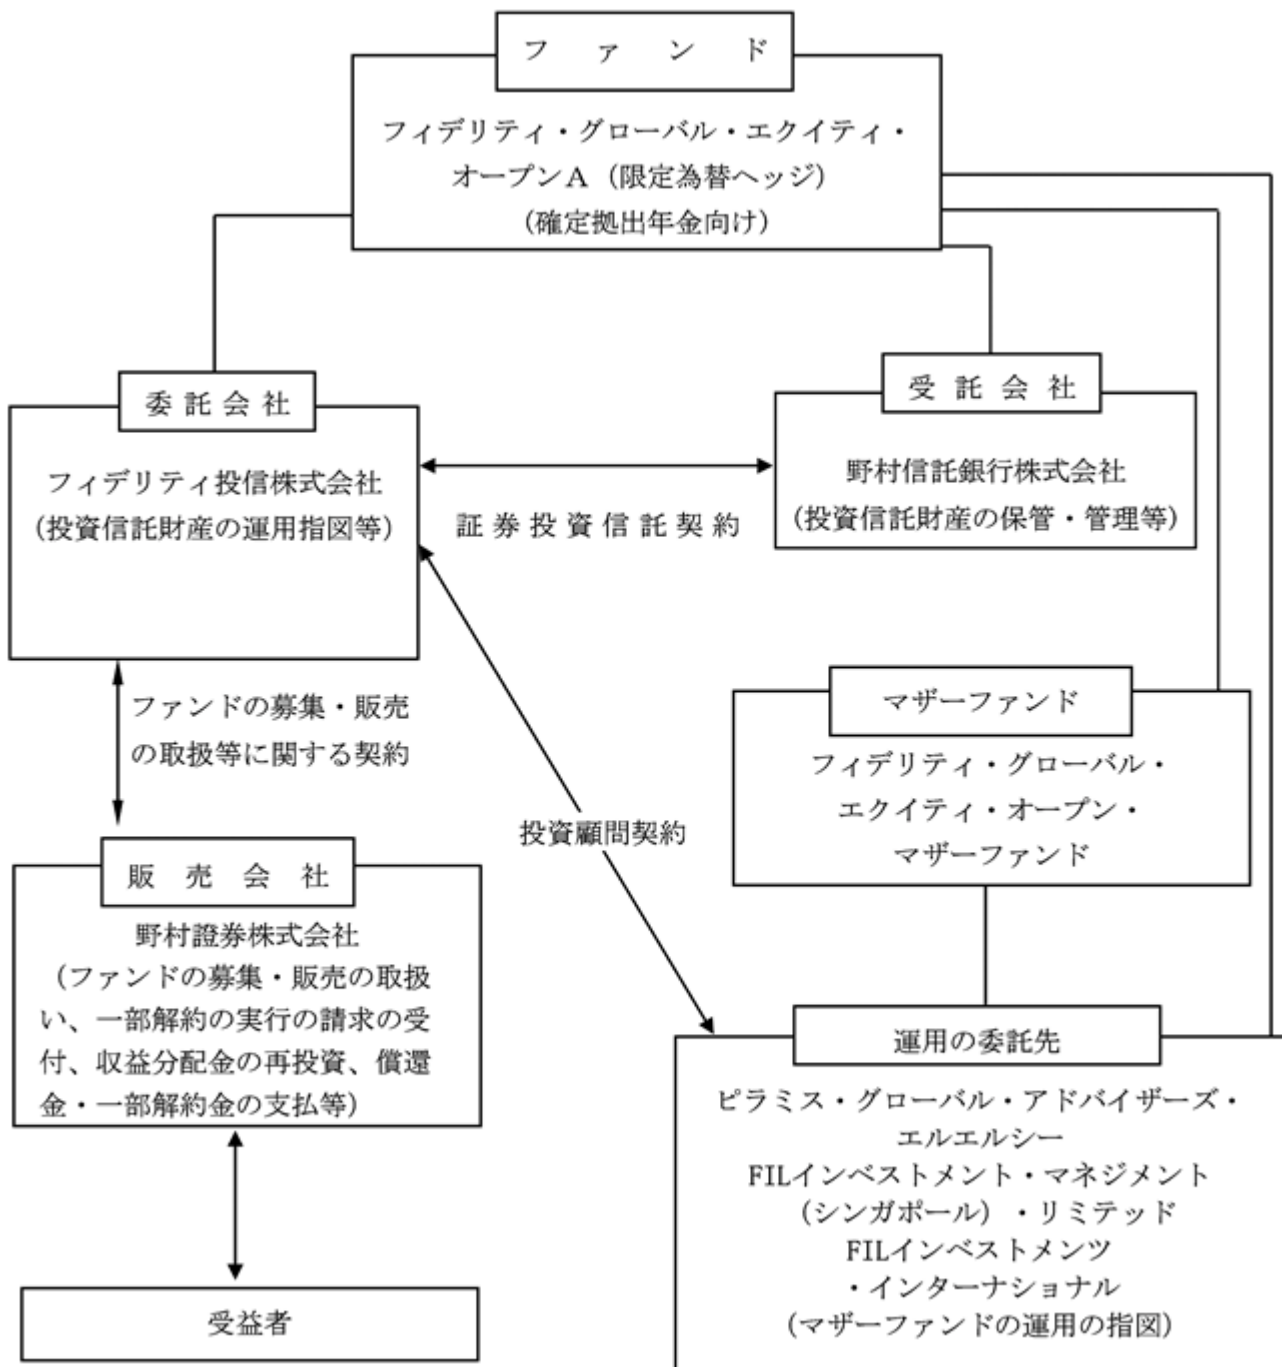 ファンド
フィデリティ・グローバル・エクイティ・
オープンA（限定為替ヘッジ）
（確定拠出年金向け）
委託会社
フィデリティ投信株式会社
（投資信託財産の運用指図等）
証券投資信託契約
受託会社
野村信託銀行株式会社
（投資信託財産の保管・管理等）
ファンドの募集・販売
の取扱等に関する契約
投資顧問契約
マザーファンド
フィデリティ・グローバル・
エクイティ・オープン・
マザーファンド
販売会社
野村證券株式会社
（ファンドの募集・販売の取扱
い、一部解約の実行の請求の受
付、収益分配金の再投資、償還
金・一部解約金の支払等）
運用の委託先
ピラミス・グローバル・アドバイザーズ・
エルエルシー
FILインベストメント・マネジメント
（シンガポール）・リミテッド
FILインベストメンツ
・インターナショナル
（マザーファンドの運用の指図）
受益者